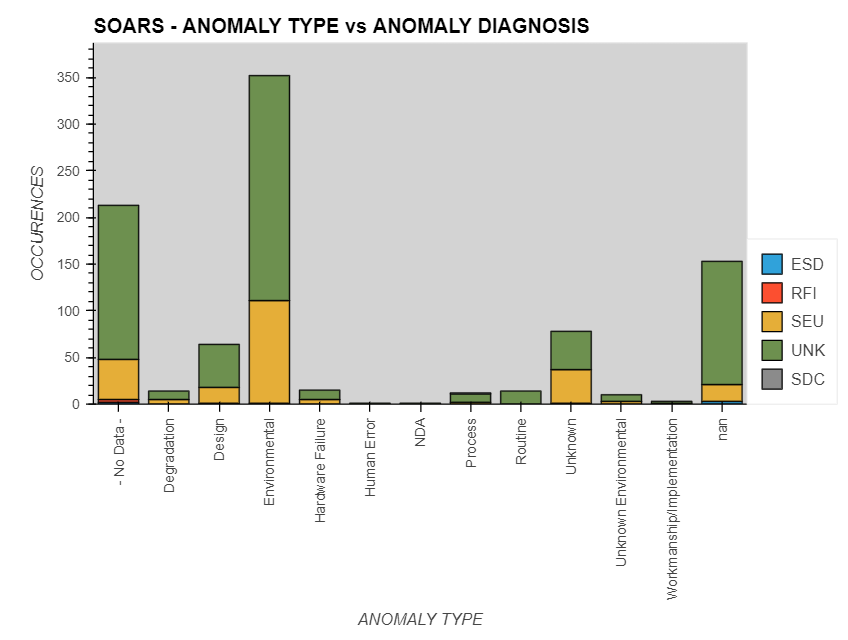 SOARS - ANOMALY TYPE vs ANOMALY DIAGNOSIS
OCCURENCES
350
300
250
200
150
100
50
0
- No Data -
Degradation
Design
Environmental
Hardware Failure
Human Error
NDA
Process
Routine
Unknown
Unknown Environmental
Workmanship/Implementation
nan
ANOMALY TYPE
ESD
RFI
SEU
UNK
SDC